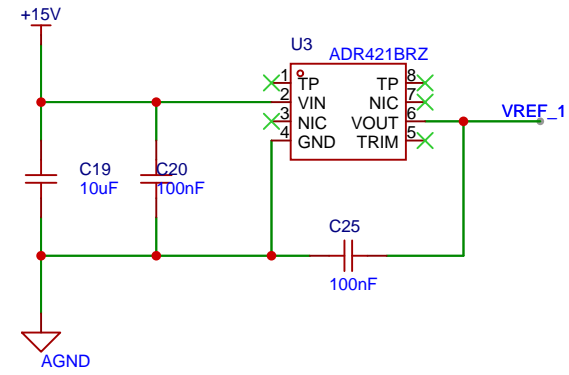 +15V
U3
ADR421BRZ
1 TP TP 8
2 VIN NIC 7
3 NIC VOUT 6
4 GND TRIM 5
VREF_1
C19
10uF
C20
100nF
C25
100nF
AGND